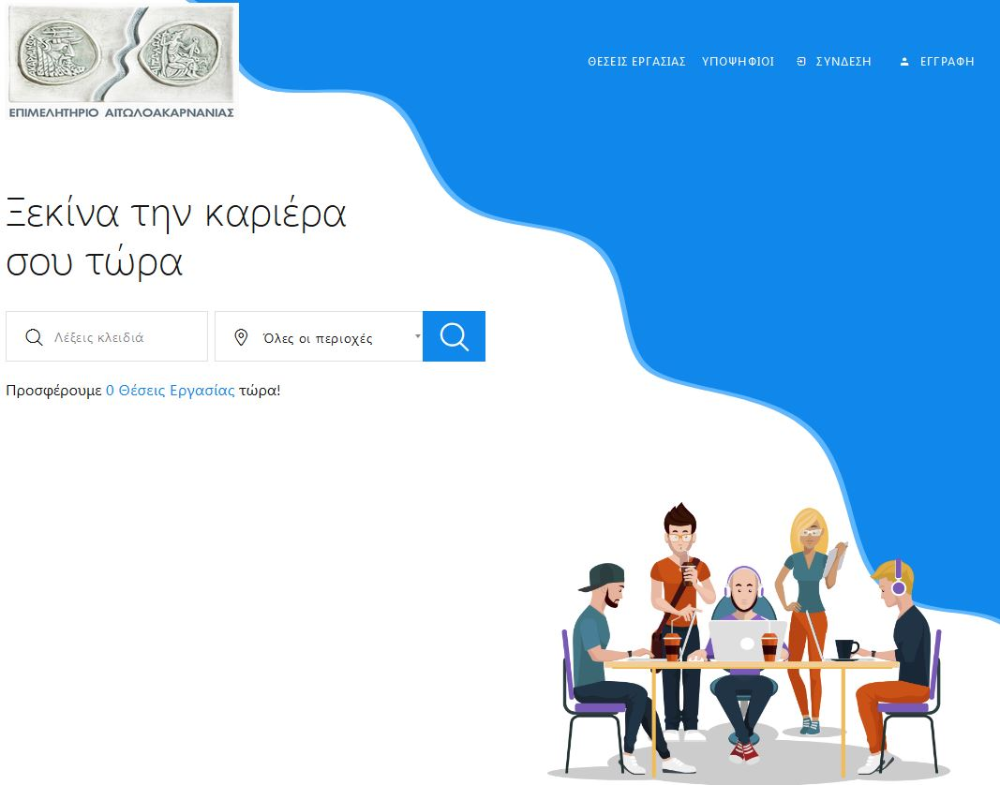 ΕΠΙΜΕΛΗΤΗΡΙΟ ΑΙΤΩΛΟΑΚΑΡΝΑΝΙΑΣ
ΘΕΣΕΙΣ ΕΡΓΑΣΙΑΣ ΥΠΟΨΗΦΙΟΙ ΣΥΝΔΕΣΗ ΕΓΓΡΑΦΗ
Ξεκίνα την καριέρα
σου τώρα
Λέξεις κλειδιά Όλες οι περιοχές
Προσφέρουμε 0 Θέσεις Εργασίας τώρα!